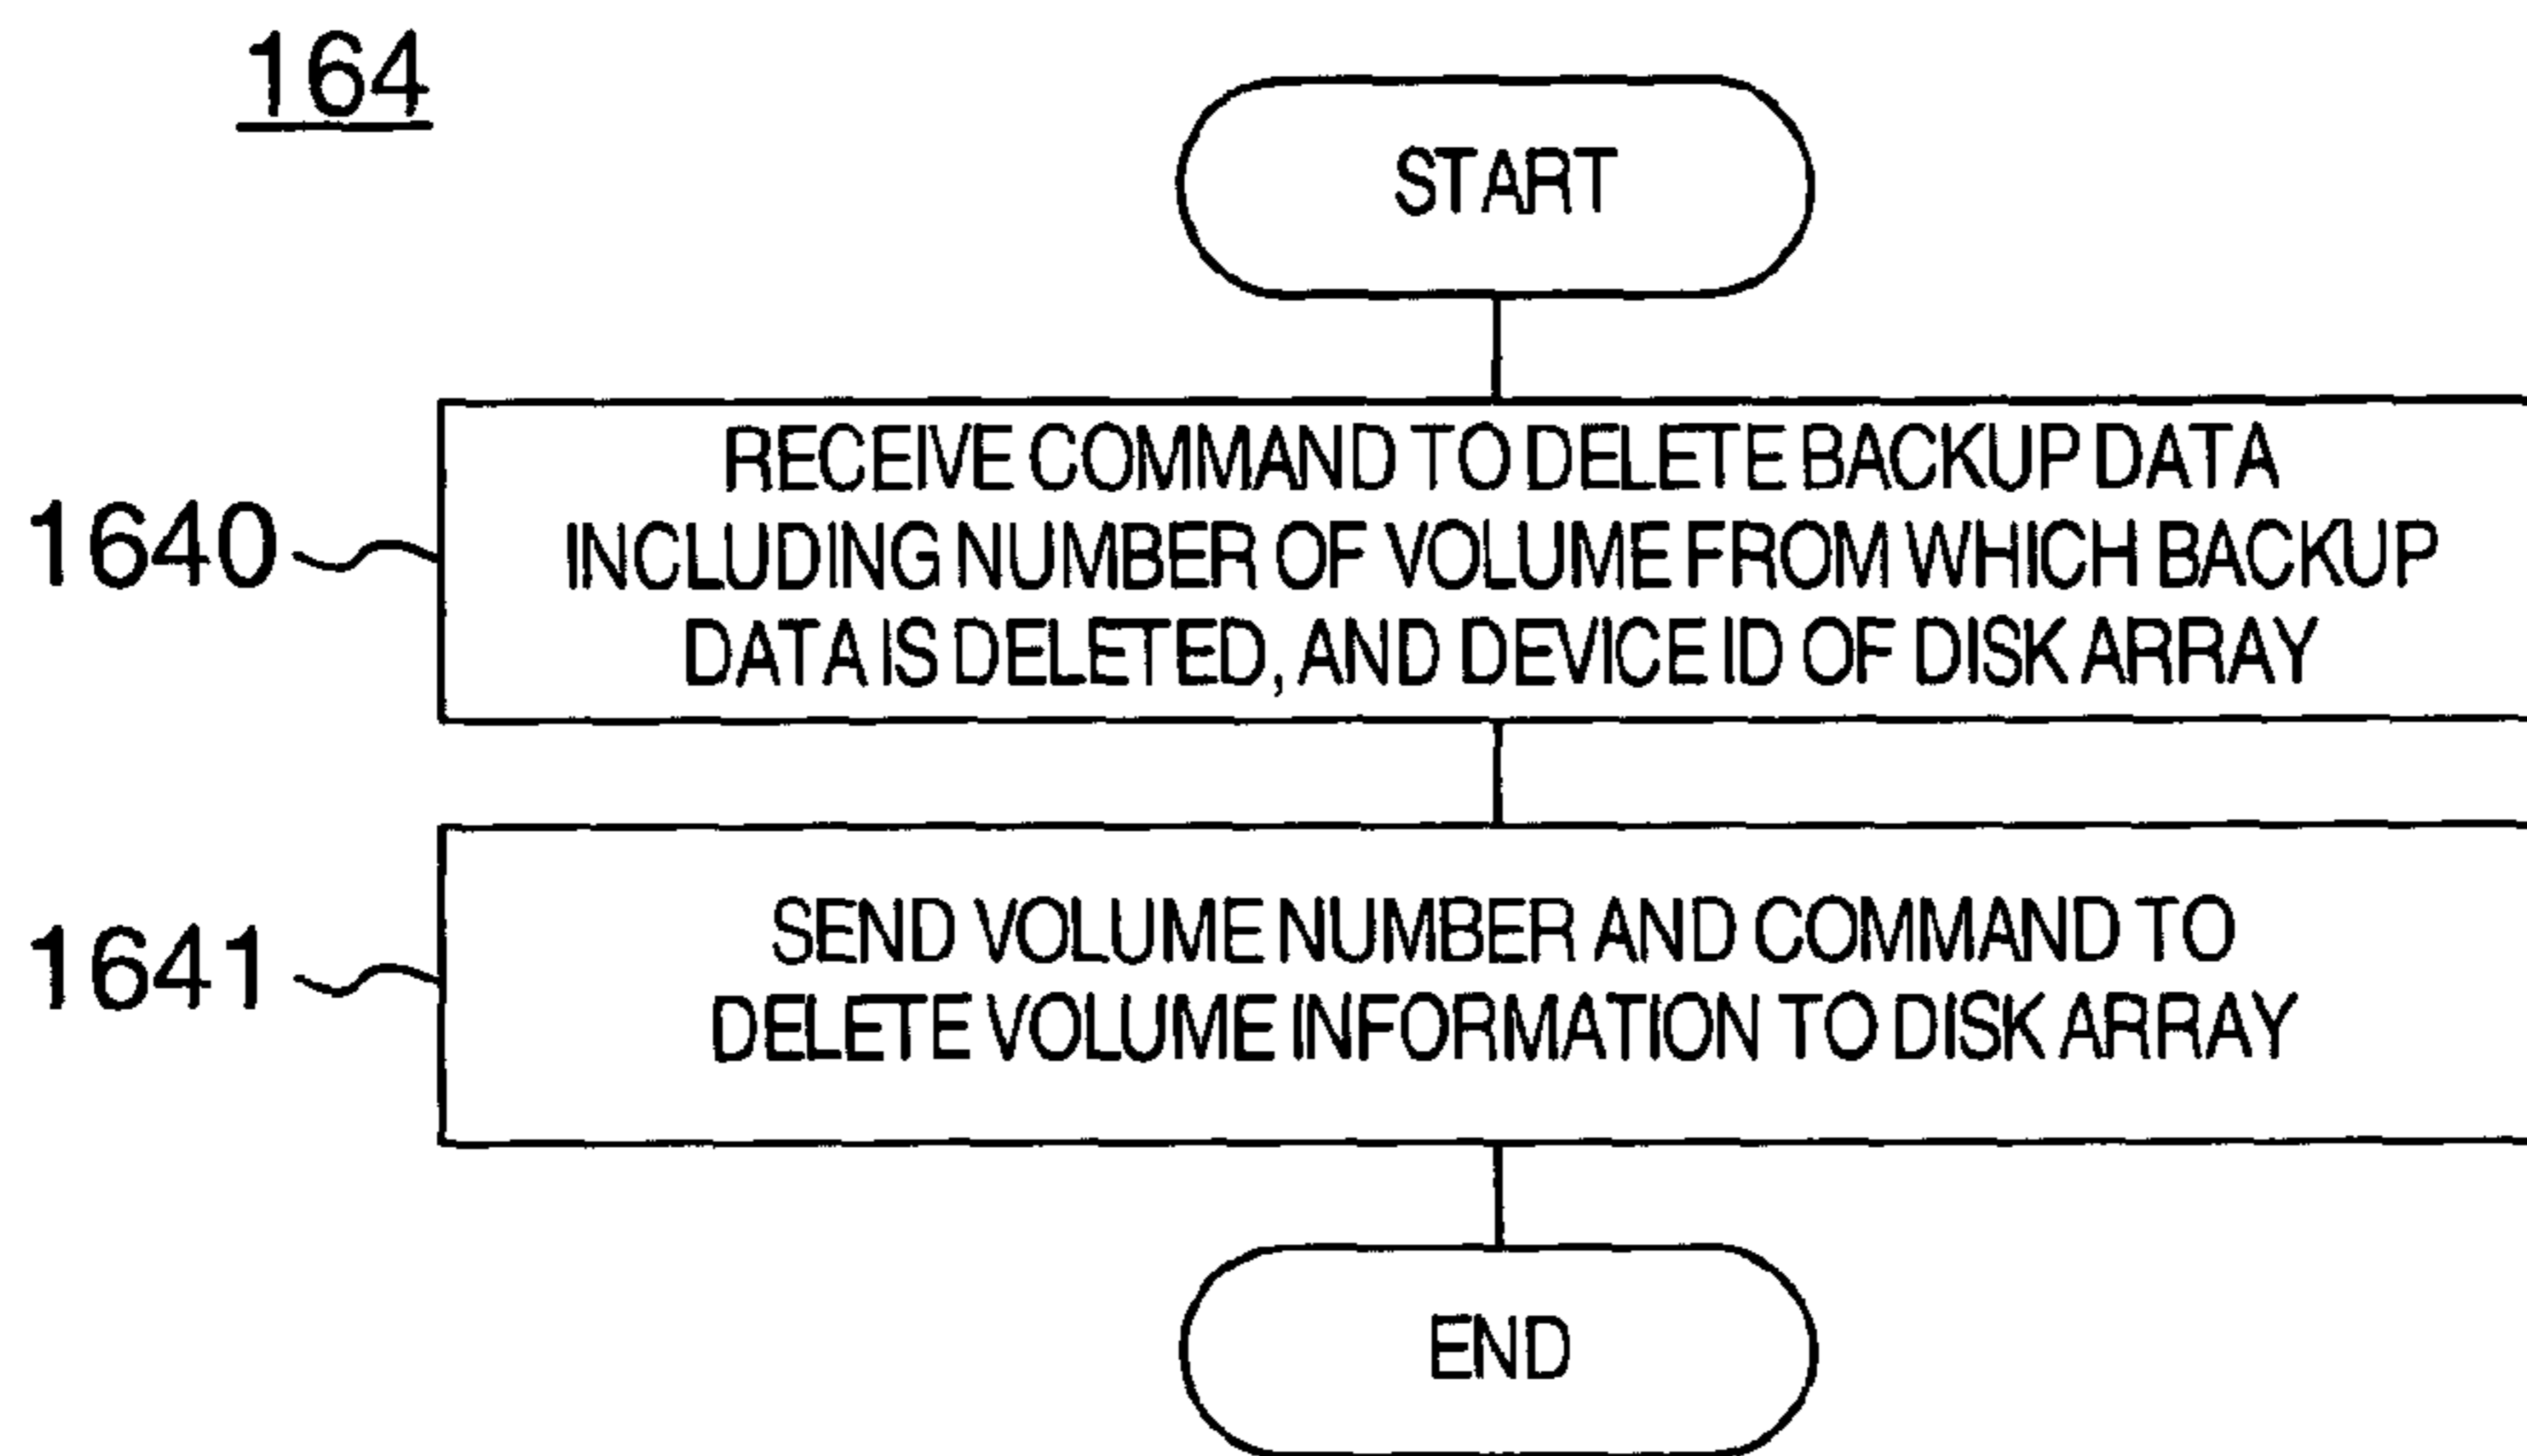 164
START
1640
RECEIVE COMMAND TO DELETE BACKUP DATA
INCLUDING NUMBER OF VOLUME FROM WHICH BACKUP
DATA IS DELETED, AND DEVICE ID OF DISK ARRAY
1641
SEND VOLUME NUMBER AND COMMAND TO
DELETE VOLUME INFORMATION TO DISK ARRAY
END